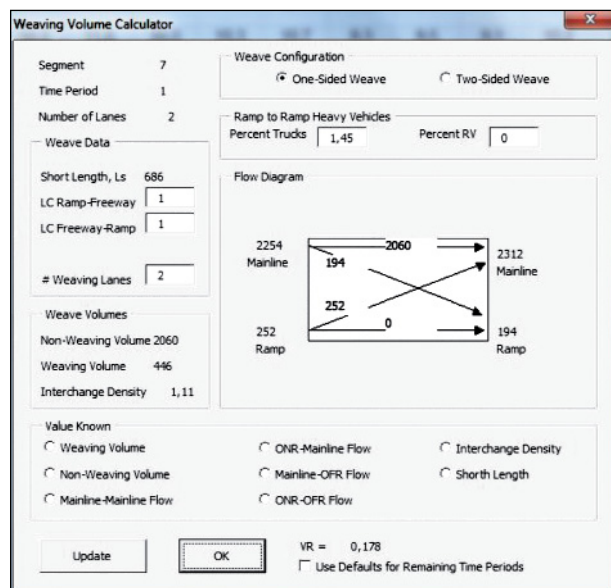 Weaving Volume Calculator
Segment 7
Time Period 1
Number of Lanes 2
Weave Configuration
One-Sided Weave Two-Sided Weave
Ramp to Ramp Heavy Vehicles
Percent Trucks 1,45 Percent RV 0
Weave Data
Short Length, Ls 686
LC Ramp-Freeway 1
LC Freeway-Ramp 1
# Weaving Lanes 2
Flow Diagram
2254
Mainline
2060
194
2312
Mainline
252
0
252
Ramp
194
Ramp
Weave Volumes
Non-Weaving Volume 2060
Weaving Volume 446
Interchange Density 1,11
Value Known
Weaving Volume ONR-Mainline Flow Interchange Density
Non-Weaving Volume Mainline-OFR Flow Shorth Length
Mainline-Mainline Flow ONR-OFR Flow
Update OK VR = 0,178
Use Defaults for Remaining Time Periods